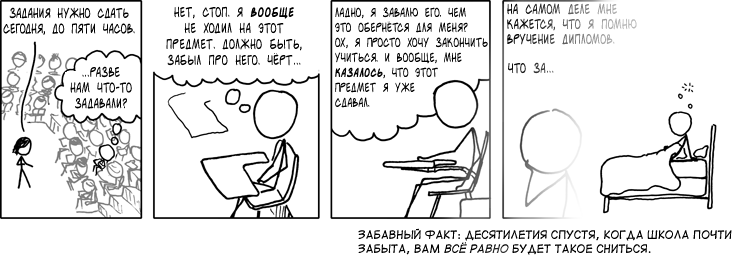 ЗАДАНИЯ НУЖНО СДАТЬ
СЕГОДНЯ, ДО ПЯТИ ЧАСОВ.
...РАЗВЕ
НАМ ЧТО-ТО
ЗАДАВАЛИ?
НЕТ, СТОП. Я ВООБЩЕ
НЕ ХОДИЛ НА ЭТОТ
ПРЕДМЕТ. ДОЛЖНО БЫТЬ,
ЗАБЫЛ ПРО НЕГО. ЧЁРТ...
ЛАДНО, Я ЗАВАЛЮ ЕГО. ЧЕМ
ЭТО ОБЕРНЁТСЯ ДЛЯ МЕНЯ?
ОХ, Я ПРОСТО ХОЧУ ЗАКОНЧИТЬ
УЧИТЬСЯ. И ВООБЩЕ, МНЕ
КАЗАЛОСЬ, ЧТО ЭТОТ
ПРЕДМЕТ Я УЖЕ
СДАВАЛ.
НА САМОМ ДЕЛЕ МНЕ
КАЖЕТСЯ, ЧТО Я ПОМНЮ
ВРУЧЕНИЕ ДИПЛОМОВ.
ЧТО ЗА...
ЗАБАВНЫЙ ФАКТ: ДЕСЯТИЛЕТИЯ СПУСТЯ, КОГДА ШКОЛА ПОЧТИ
ЗАБЫТА, ВАМ ВСЁ РАВНО БУДЕТ ТАКОЕ СНИТЬСЯ.